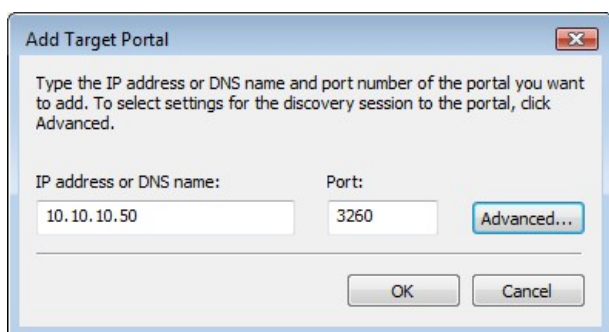 Add Target Portal
Type the IP address or DNS name and port number of the portal you want
to add. To select settings for the discovery session to the portal, click
Advanced.
IP address or DNS name: Port:
10.10.10.50 3260 Advanced...
OK Cancel